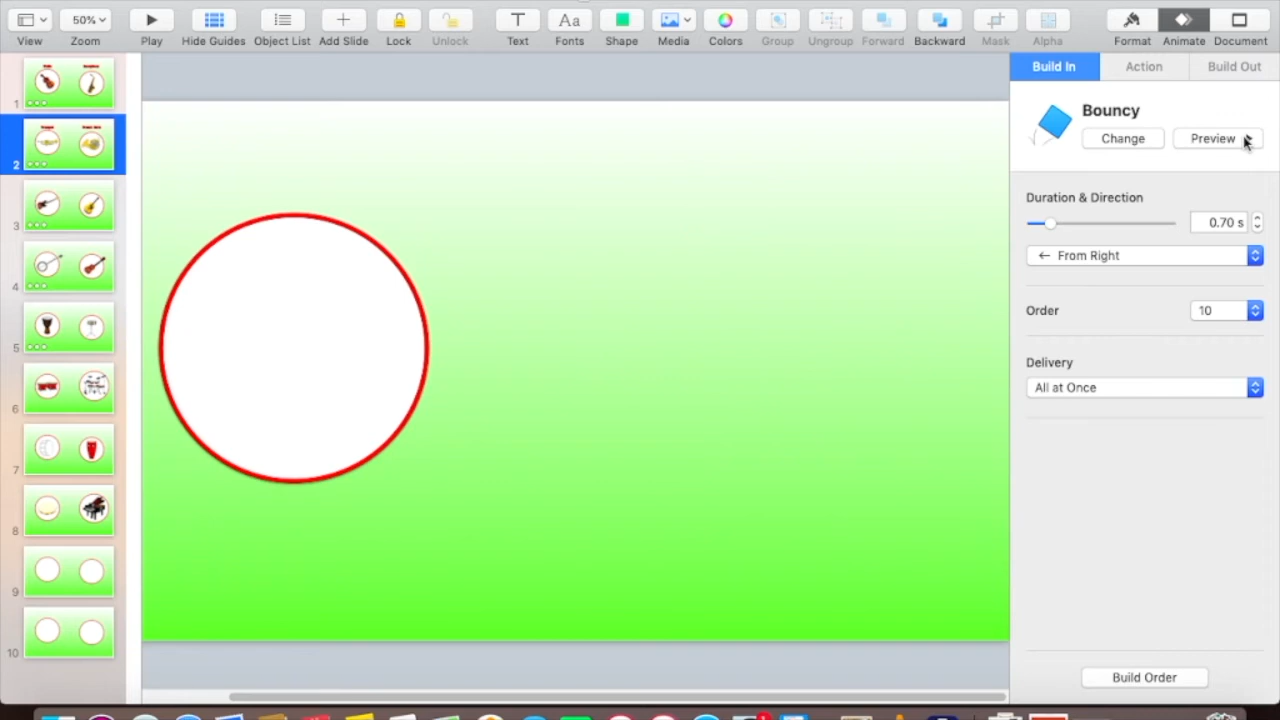 50%
View
Zoom
Play
Hide Guides
Object List
Add Slide
Lock
Unlock
T
Text
Aa
Fonts
Shape
Media
Colors
Group
Ungroup
Forward
Backward
Mask
Alpha
Format
Animate
Document
1
2
3
4
5
6
7
8
9
10
Build In
Action
Build Out
Bouncy
Change
Preview
Duration & Direction
0.70 s
← From Right
Order
10
Delivery
All at Once
Build Order